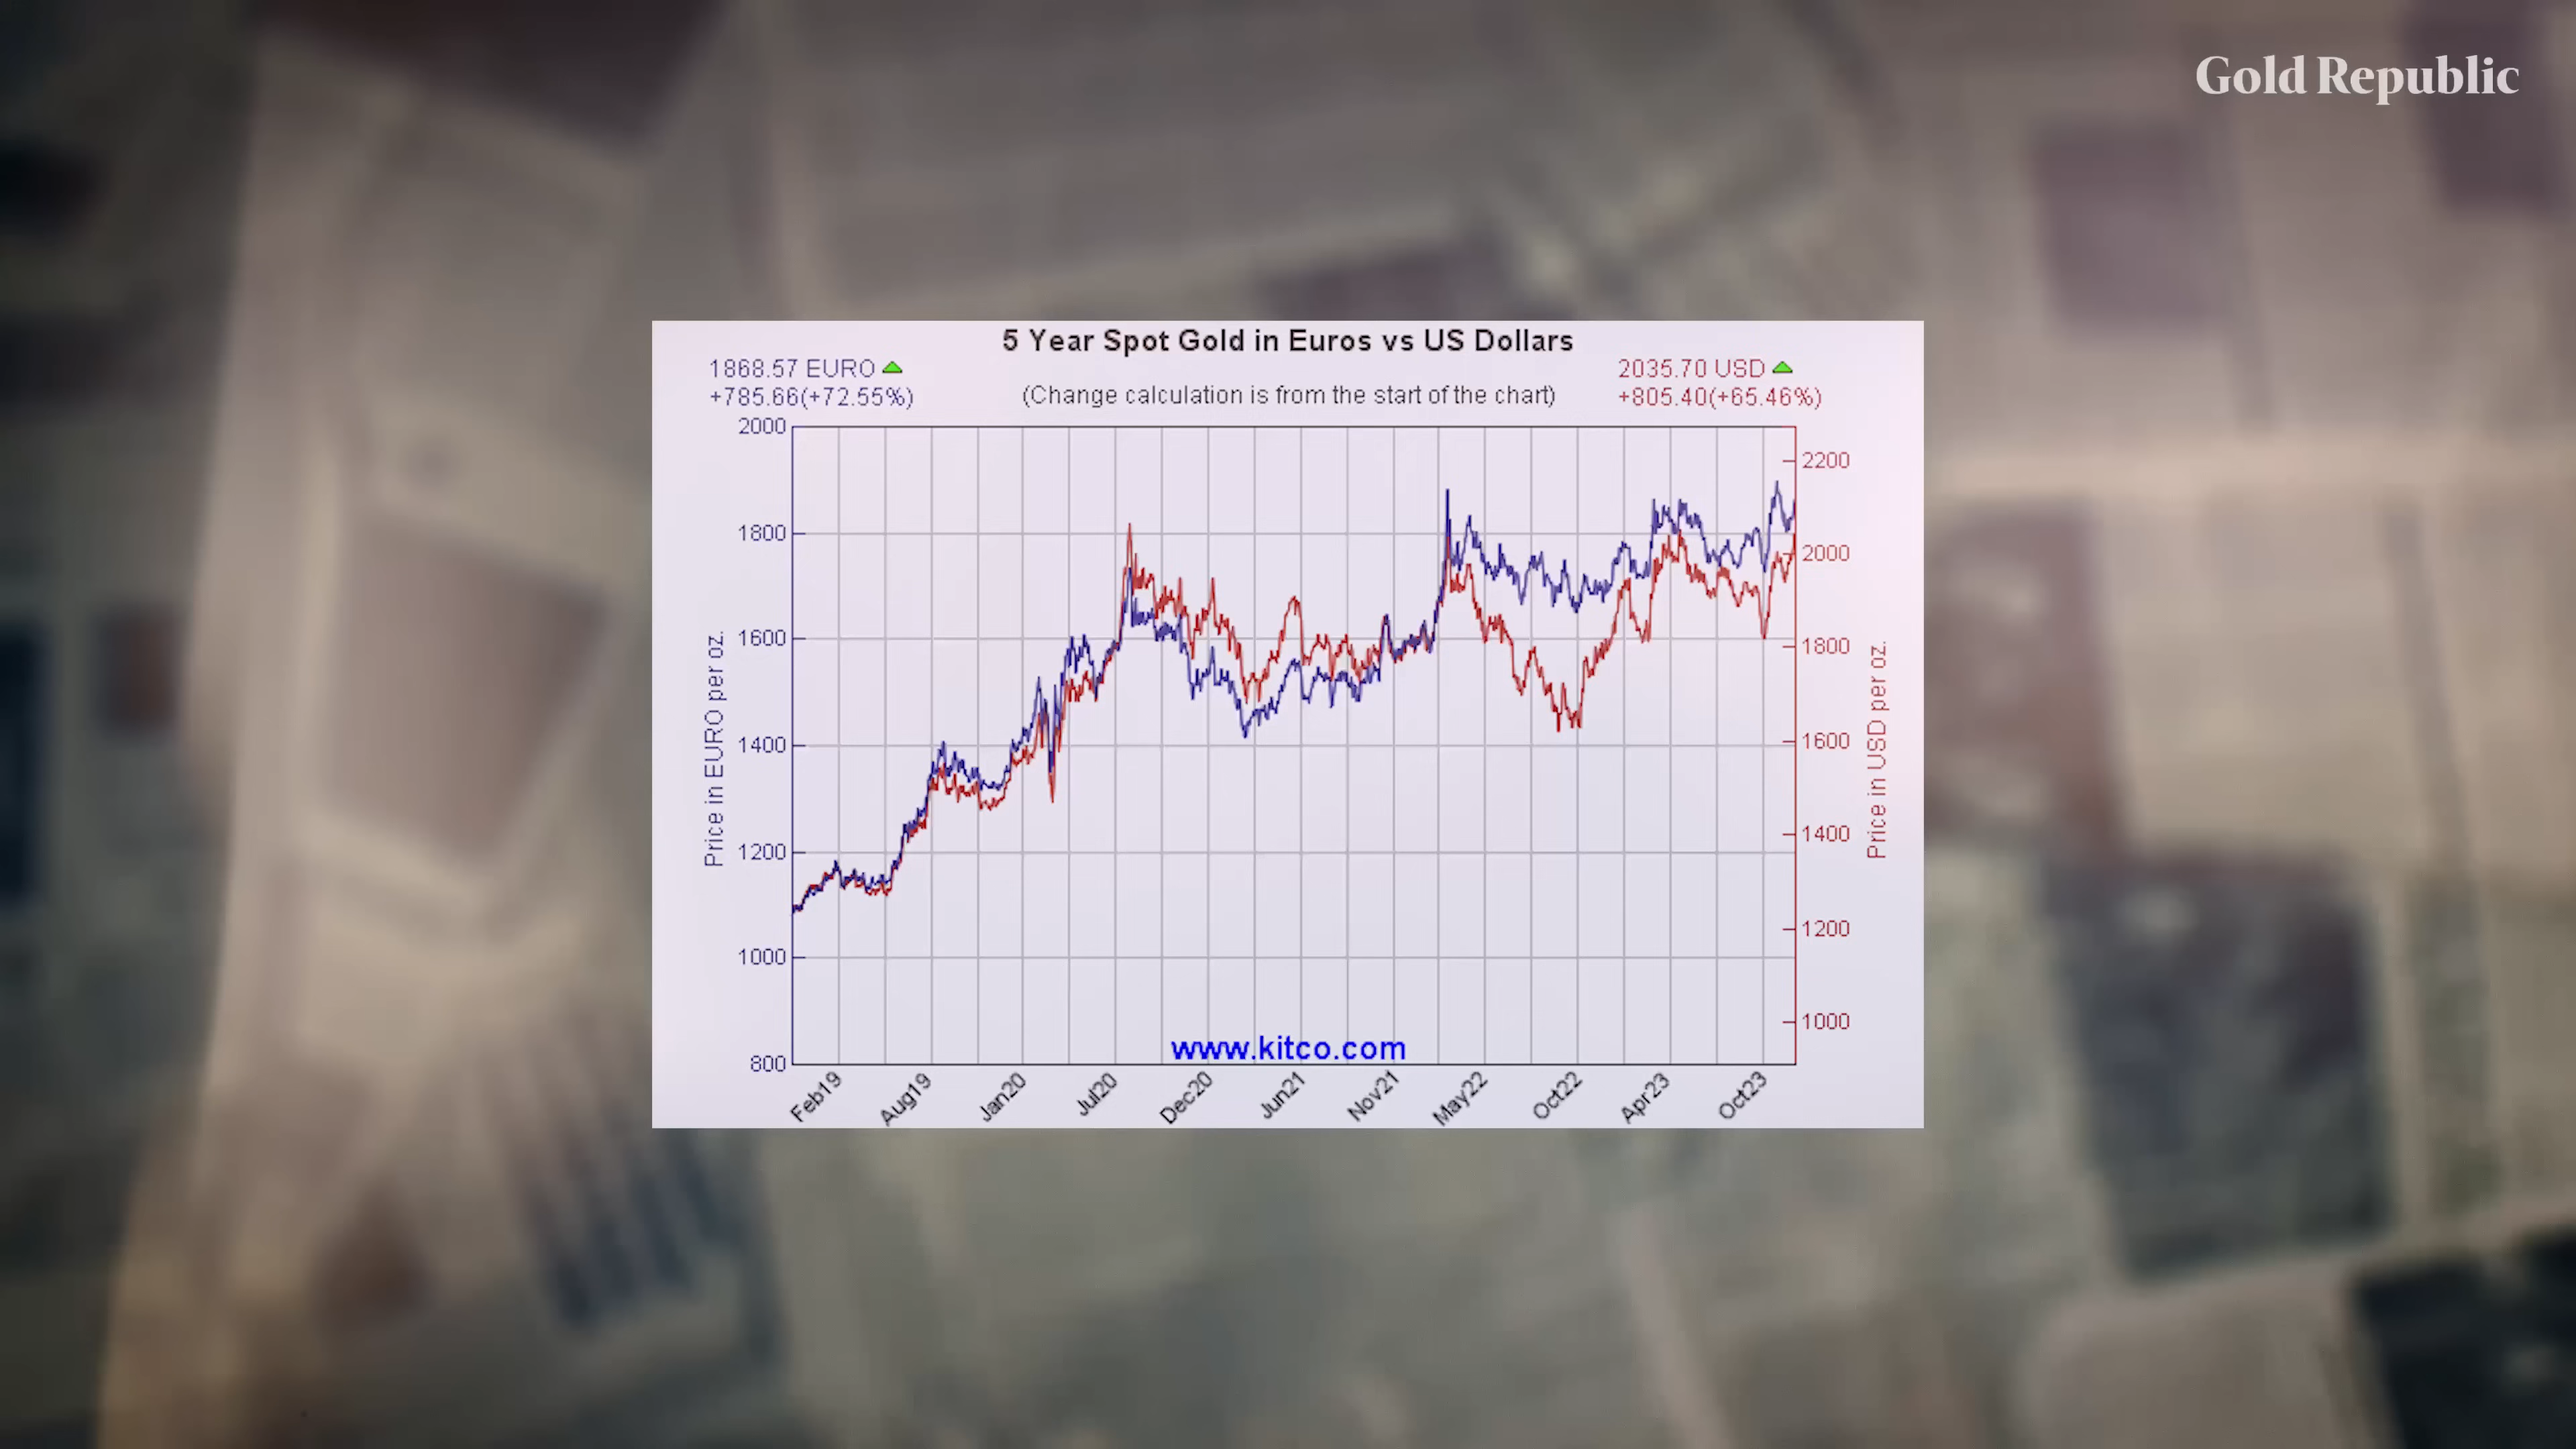 Gold Republic
5 Year Spot Gold in Euros vs US Dollars
1868.57 EURO
+785.66(+72.55%)
(Change calculation is from the start of the chart)
2035.70 USD
+805.40(+65.46%)
Price in EURO per oz.
2000
1800
1600
1400
1200
1000
800
2200
2000
1800
1600
1400
1200
1000
Price in USD per oz.
www.kitco.com
Feb19
Aug19
Jan20
Jul20
Dec20
Jun21
Nov21
May22
Oct22
Apr23
Oct23